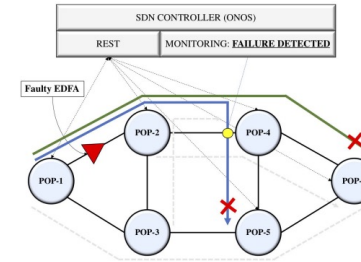 SDN CONTROLLER (ONOS)
REST
MONITORING: FAILURE DETECTED
Faulty EDFA
POP-2
POP-4
POP-1
POP-
POP-3
POP-5